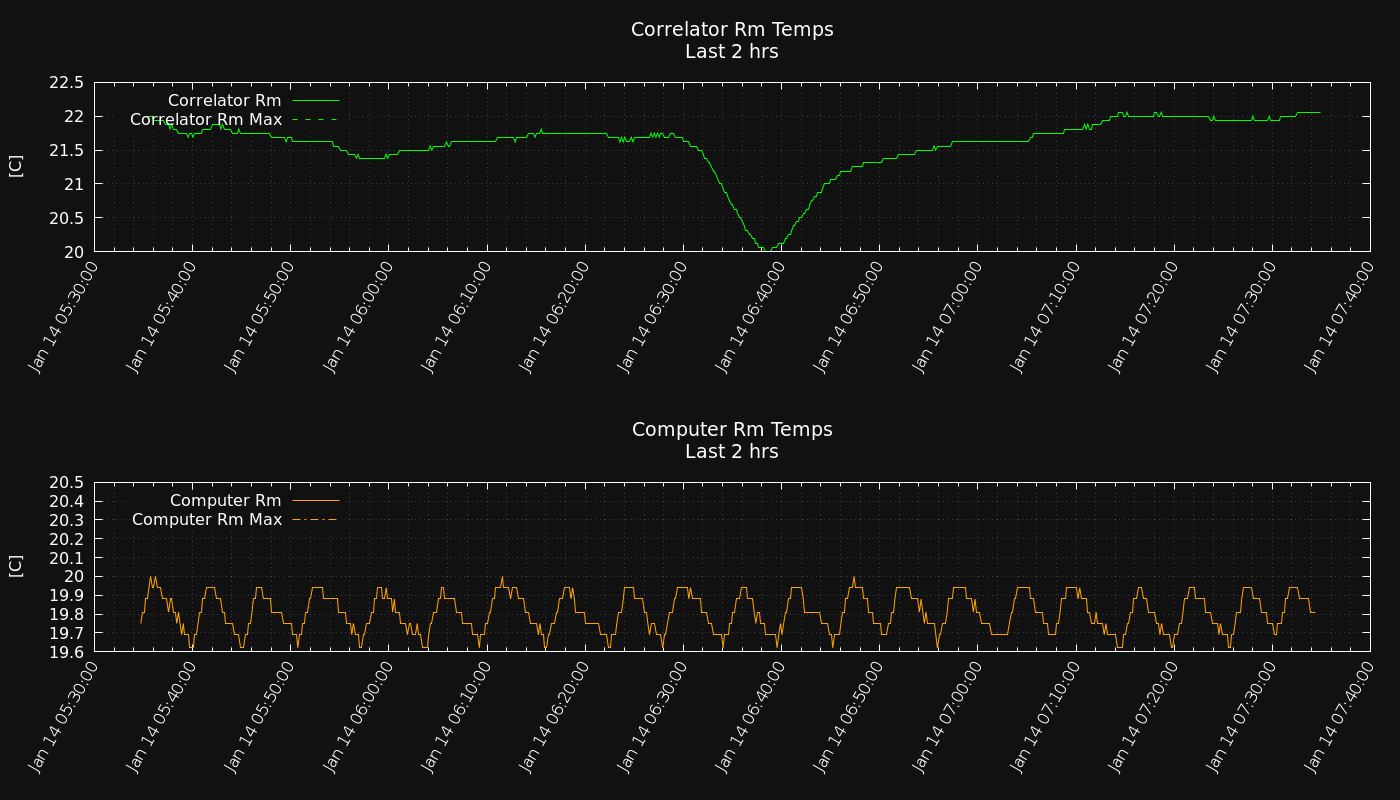 Correlator Rm Temps
Last 2 hrs
22.5
22
21.5
21
20.5
20
[C]
Correlator Rm
Correlator Rm Max
Jan 14 05:30:00
Jan 14 05:40:00
Jan 14 05:50:00
Jan 14 06:00:00
Jan 14 06:10:00
Jan 14 06:20:00
Jan 14 06:30:00
Jan 14 06:40:00
Jan 14 06:50:00
Jan 14 07:00:00
Jan 14 07:10:00
Jan 14 07:20:00
Jan 14 07:30:00
Jan 14 07:40:00
Computer Rm Temps
Last 2 hrs
20.5
20.4
20.3
20.2
20.1
20
19.9
19.8
19.7
19.6
[C]
Computer Rm
Computer Rm Max
Jan 14 05:30:00
Jan 14 05:40:00
Jan 14 05:50:00
Jan 14 06:00:00
Jan 14 06:10:00
Jan 14 06:20:00
Jan 14 06:30:00
Jan 14 06:40:00
Jan 14 06:50:00
Jan 14 07:00:00
Jan 14 07:10:00
Jan 14 07:20:00
Jan 14 07:30:00
Jan 14 07:40:00